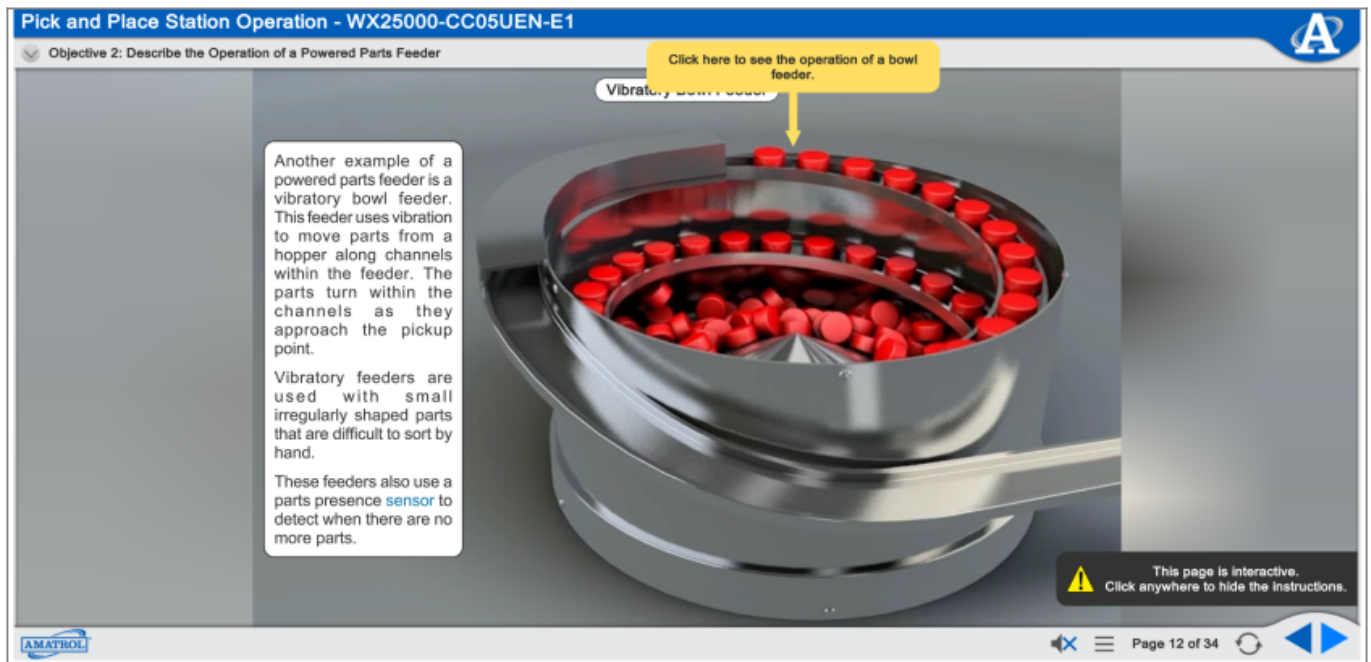 Pick and Place Station Operation - WX25000-CC05UEN-E1
Objective 2: Describe the Operation of a Powered Parts Feeder
Click here to see the operation of a bowl
feeder.
Vibratory Bowl Feeder
Another example of a
powered parts feeder is a
vibratory bowl feeder.
This feeder uses vibration
to move parts from a
hopper along channels
within the feeder. The
parts turn within the
channels as they
approach the pickup
point.
Vibratory feeders are
used with small
irregularly shaped parts
that are difficult to sort by
hand.
These feeders also use a
parts presence sensor to
detect when there are no
more parts.
This page is interactive.
Click anywhere to hide the instructions.
AMATROL
Page 12 of 34
A